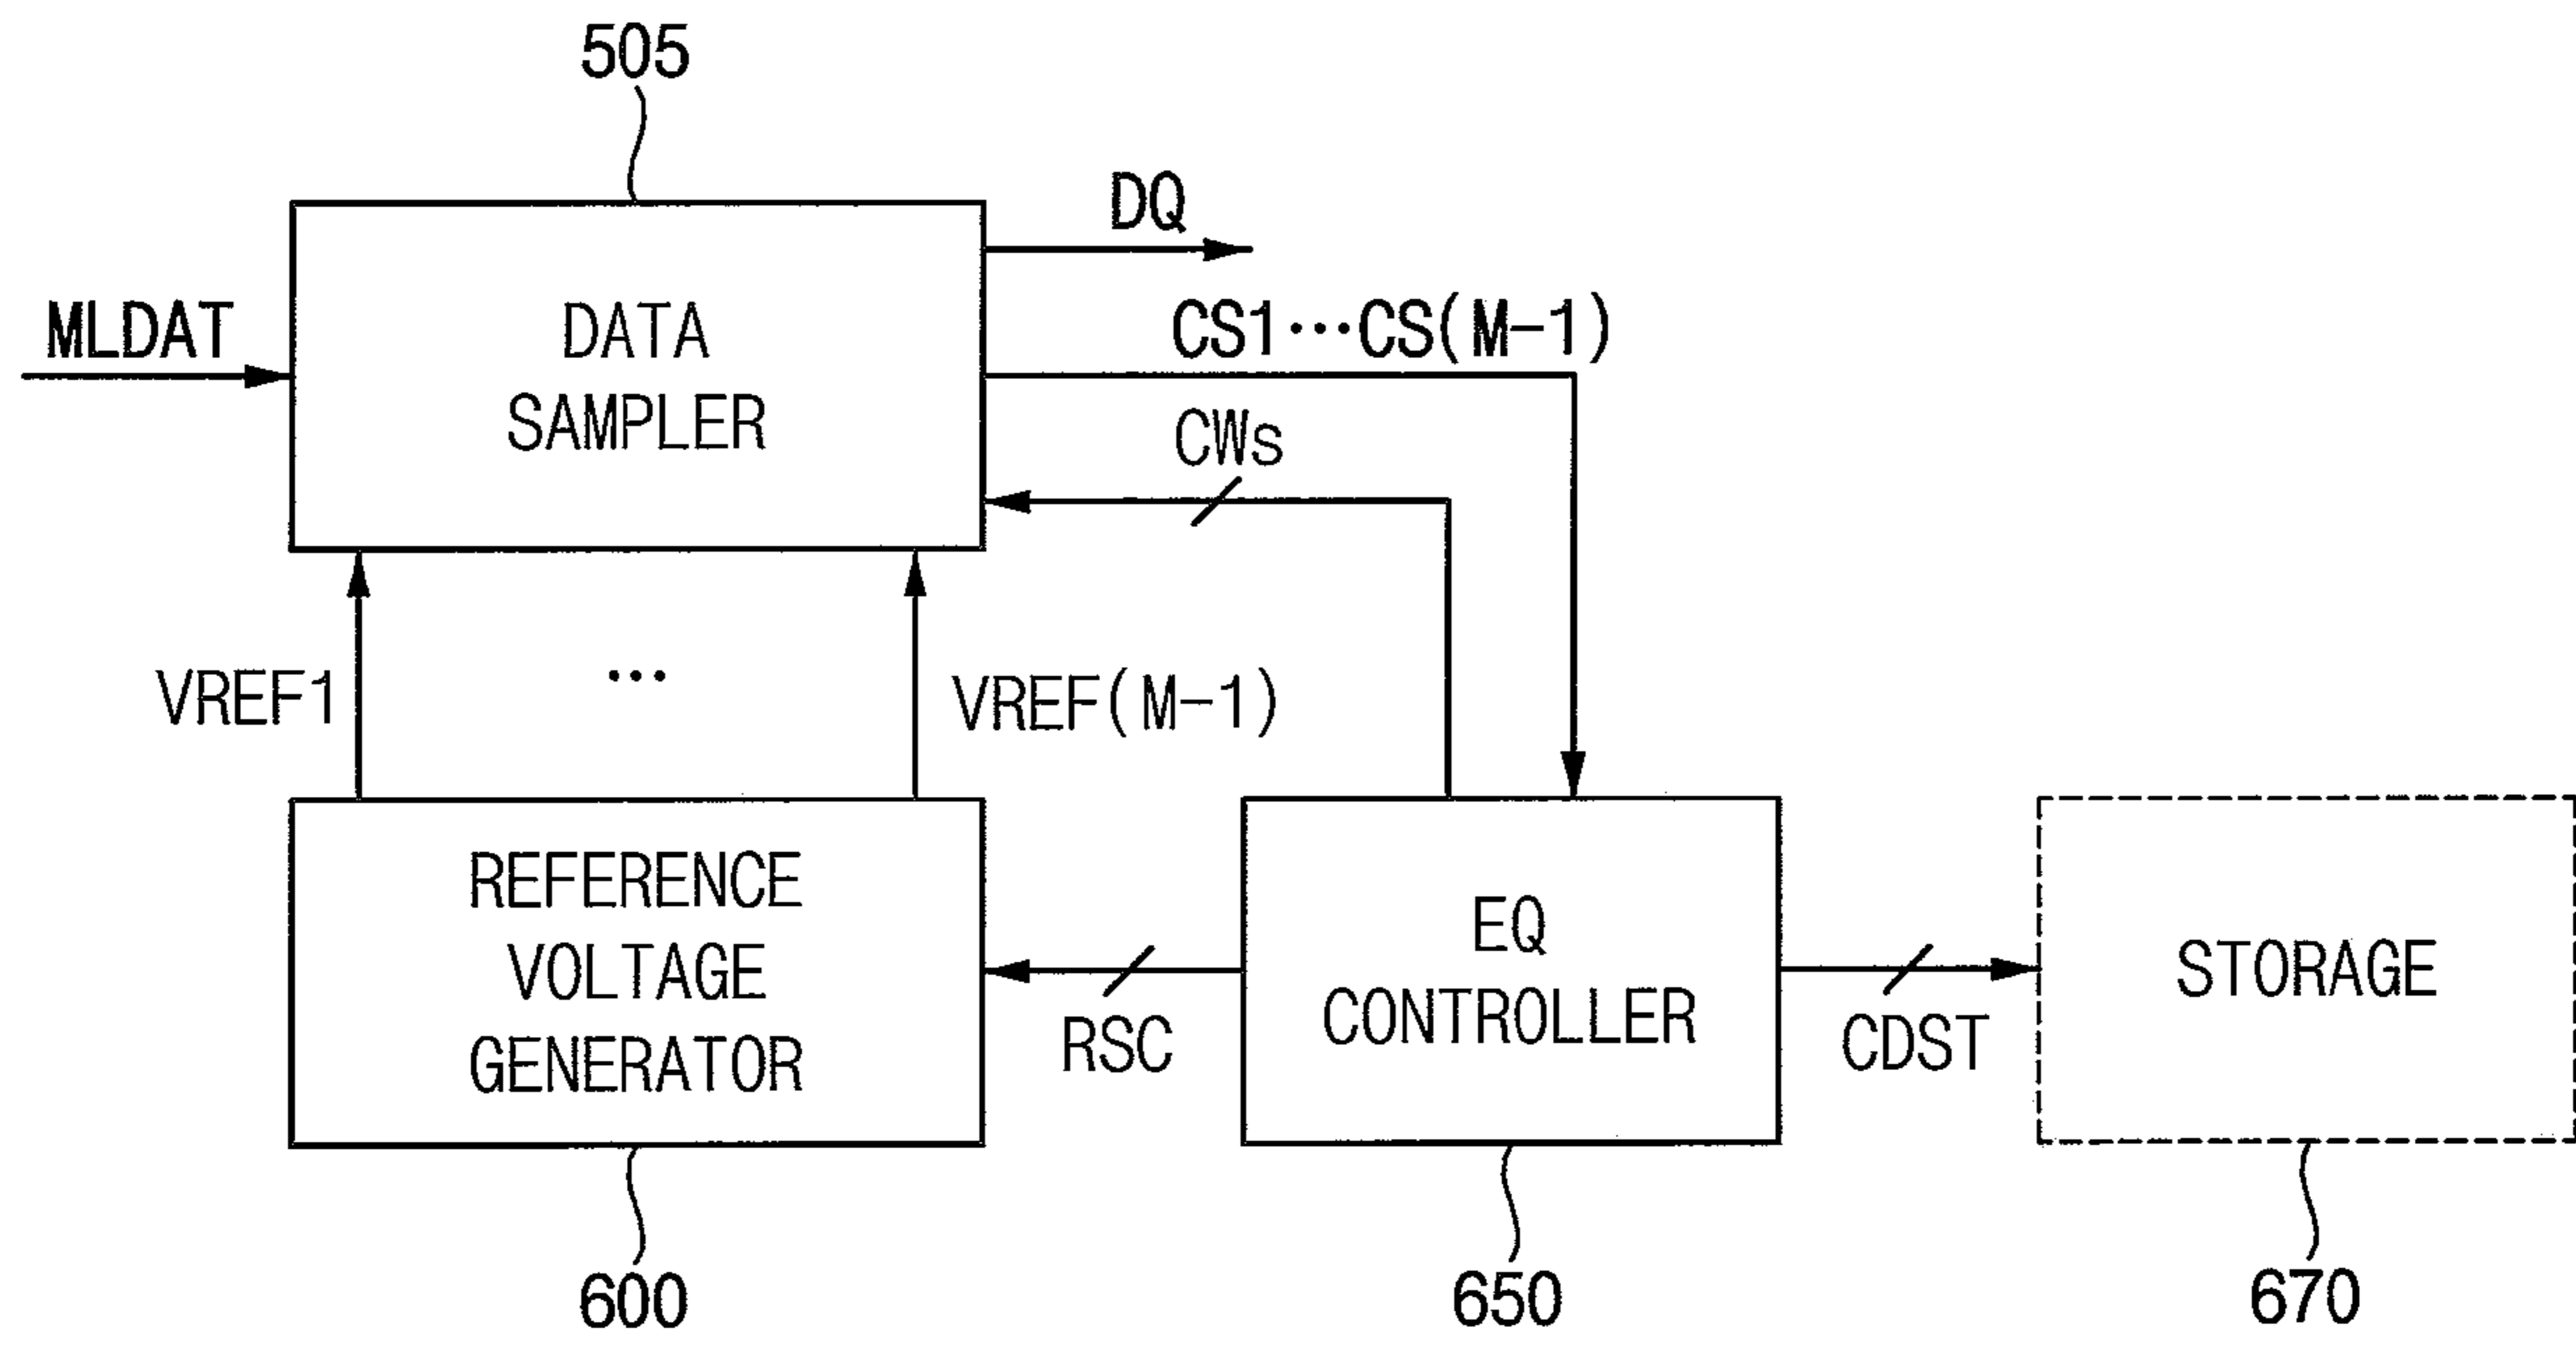 505
DQ
MLDAT
DATA
SAMPLER
CS1···CS(M-1)
CWs
VREF1
···
VREF(M-1)
REFERENCE
VOLTAGE
GENERATOR
RSC
EQ
CONTROLLER
CDST
STORAGE
600
650
670